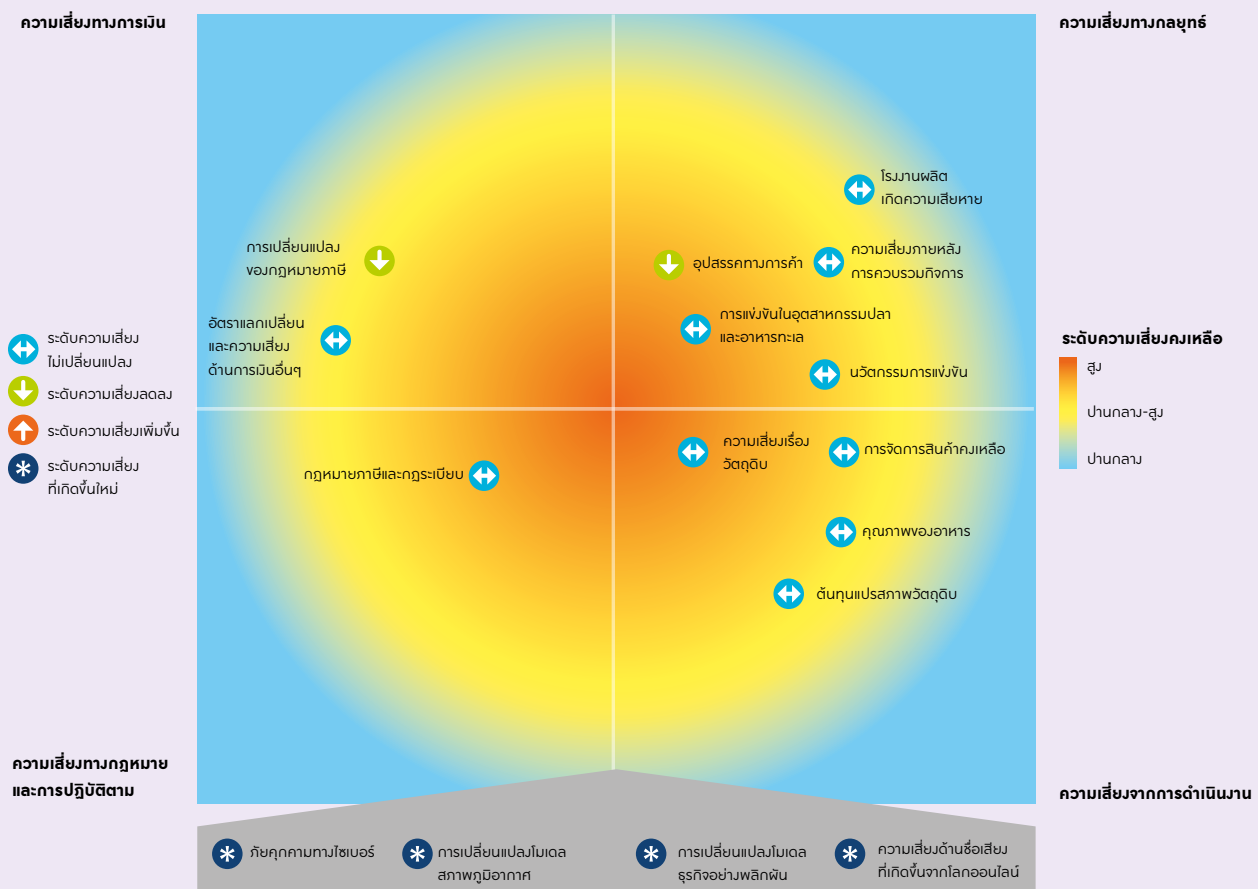 ความเสี่ยงทางการเงิน
ความเสี่ยงทางกลยุทธ์
โรงงานผลิต
เกิดความเสียหาย
การเปลี่ยนแปลง
ของกฎหมายภาษี
อุปสรรคทางการค้า
ความเสี่ยงภายหลัง
การควบรวมกิจการ
อัตราแลกเปลี่ยน
และความเสี่ยง
ด้านการเงินอื่นๆ
การแข่งขันในอุตสาหกรรมปลา
และอาหารทะเล
นวัตกรรมการแข่งขัน
ระดับความเสี่ยง
ไม่เปลี่ยนแปลง
ระดับความเสี่ยงลดลง
ระดับความเสี่ยงเพิ่มขึ้น
ระดับความเสี่ยง
ที่เกิดขึ้นใหม่
ระดับความเสี่ยงคงเหลือ
สูง
ปานกลาง-สูง
ปานกลาง
กฎหมายภาษีและกฎระเบียบ
ความเสี่ยงเรื่อง
วัตถุดิบ
การจัดการสินค้าคงเหลือ
คุณภาพของอาหาร
ต้นทุนแปรสภาพวัตถุดิบ
ความเสี่ยงทางกฎหมาย
และการปฏิบัติตาม
ความเสี่ยงจากการดำเนินงาน
ภัยคุกคามทางไซเบอร์
การเปลี่ยนแปลงโมเดล
สภาพภูมิอากาศ
การเปลี่ยนแปลงโมเดล
ธุรกิจอย่างพลิกผัน
ความเสี่ยงด้านชื่อเสียง
ที่เกิดขึ้นจากโลกออนไลน์